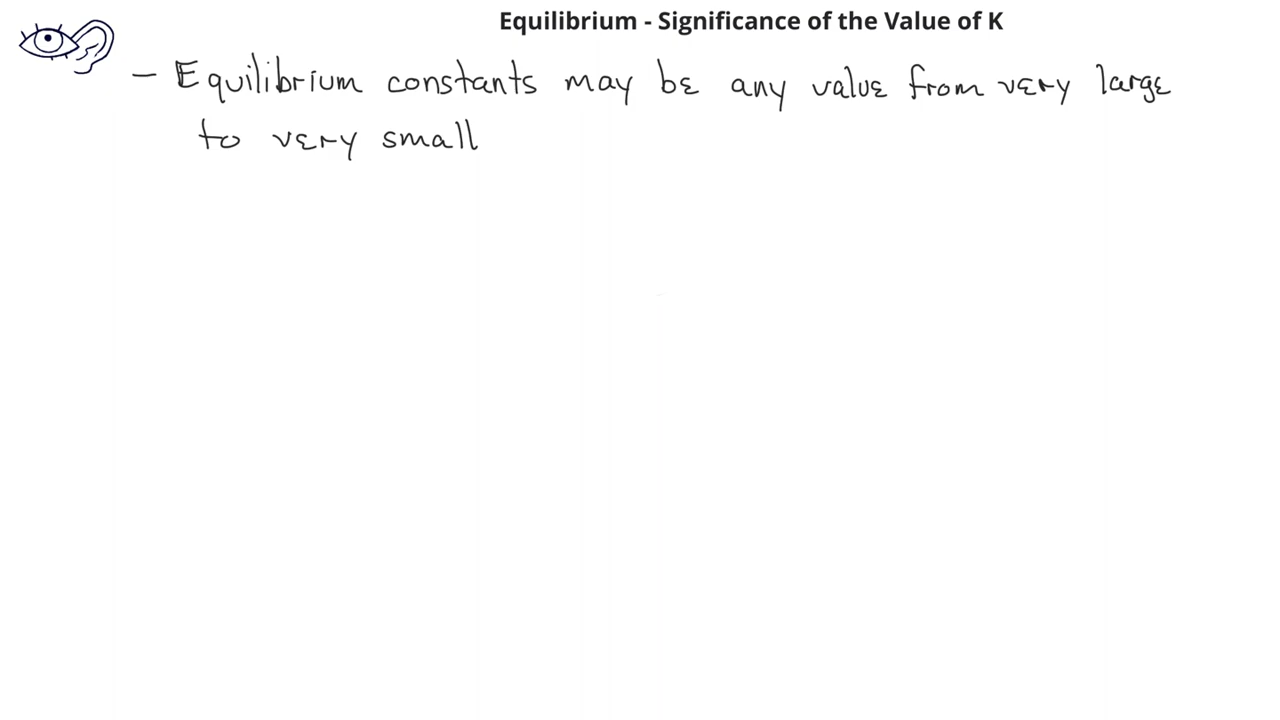 Equilibrium - Significance of the Value of K
- Equilibrium constants may be any value from very large
to very small